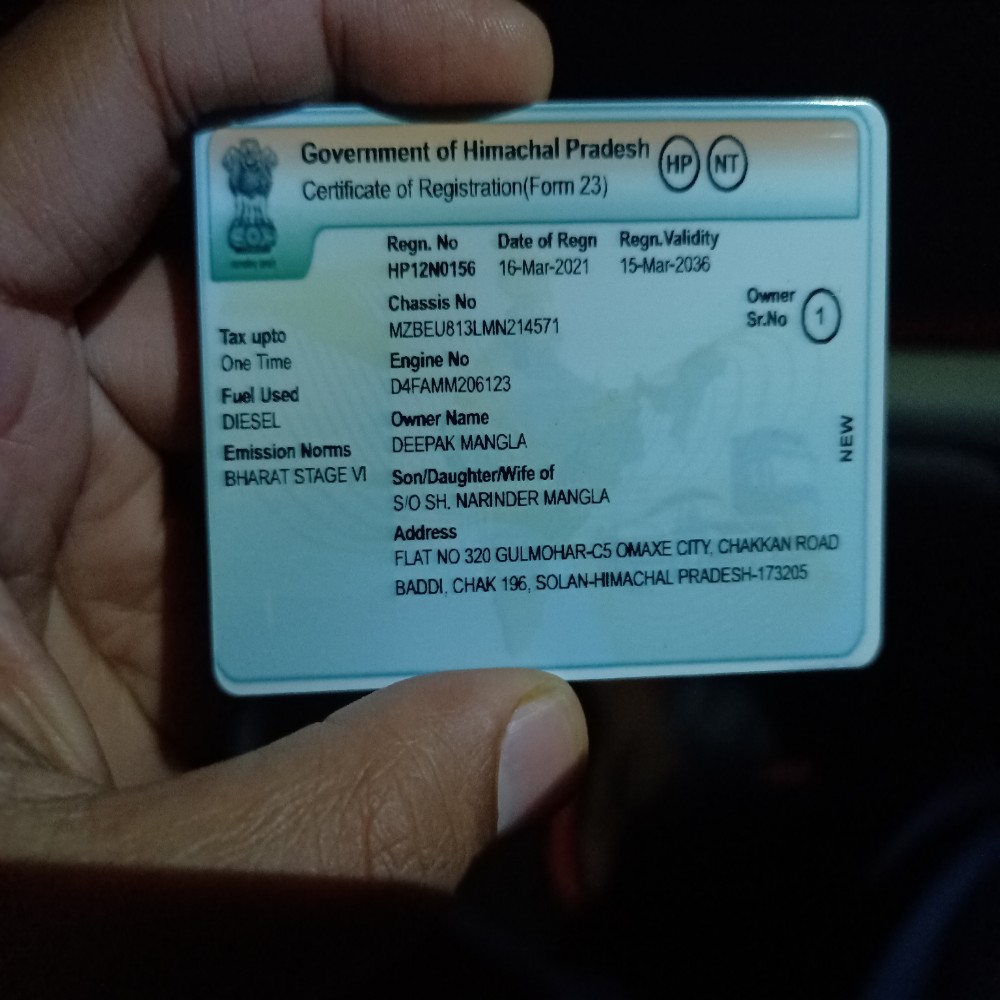 Government of Himachal Pradesh HP NT
Certificate of Registration(Form 23)
Regn. No Date of Regn Regn.Validity
HP12N0156 16-Mar-2021 15-Mar-2036
Chassis No
MZBEU813LMN214571
Owner
Sr.No 1
Tax upto
One Time
Engine No
D4FAMM206123
Fuel Used
DIESEL
Owner Name
DEEPAK MANGLA
Emission Norms
BHARAT STAGE VI
Son/Daughter/Wife of
S/O SH. NARINDER MANGLA
Address
FLAT NO 320 GULMOHAR-C5 OMAXE CITY, CHAKKAN ROAD
BADDI, CHAK 196, SOLAN-HIMACHAL PRADESH-173205
NEW